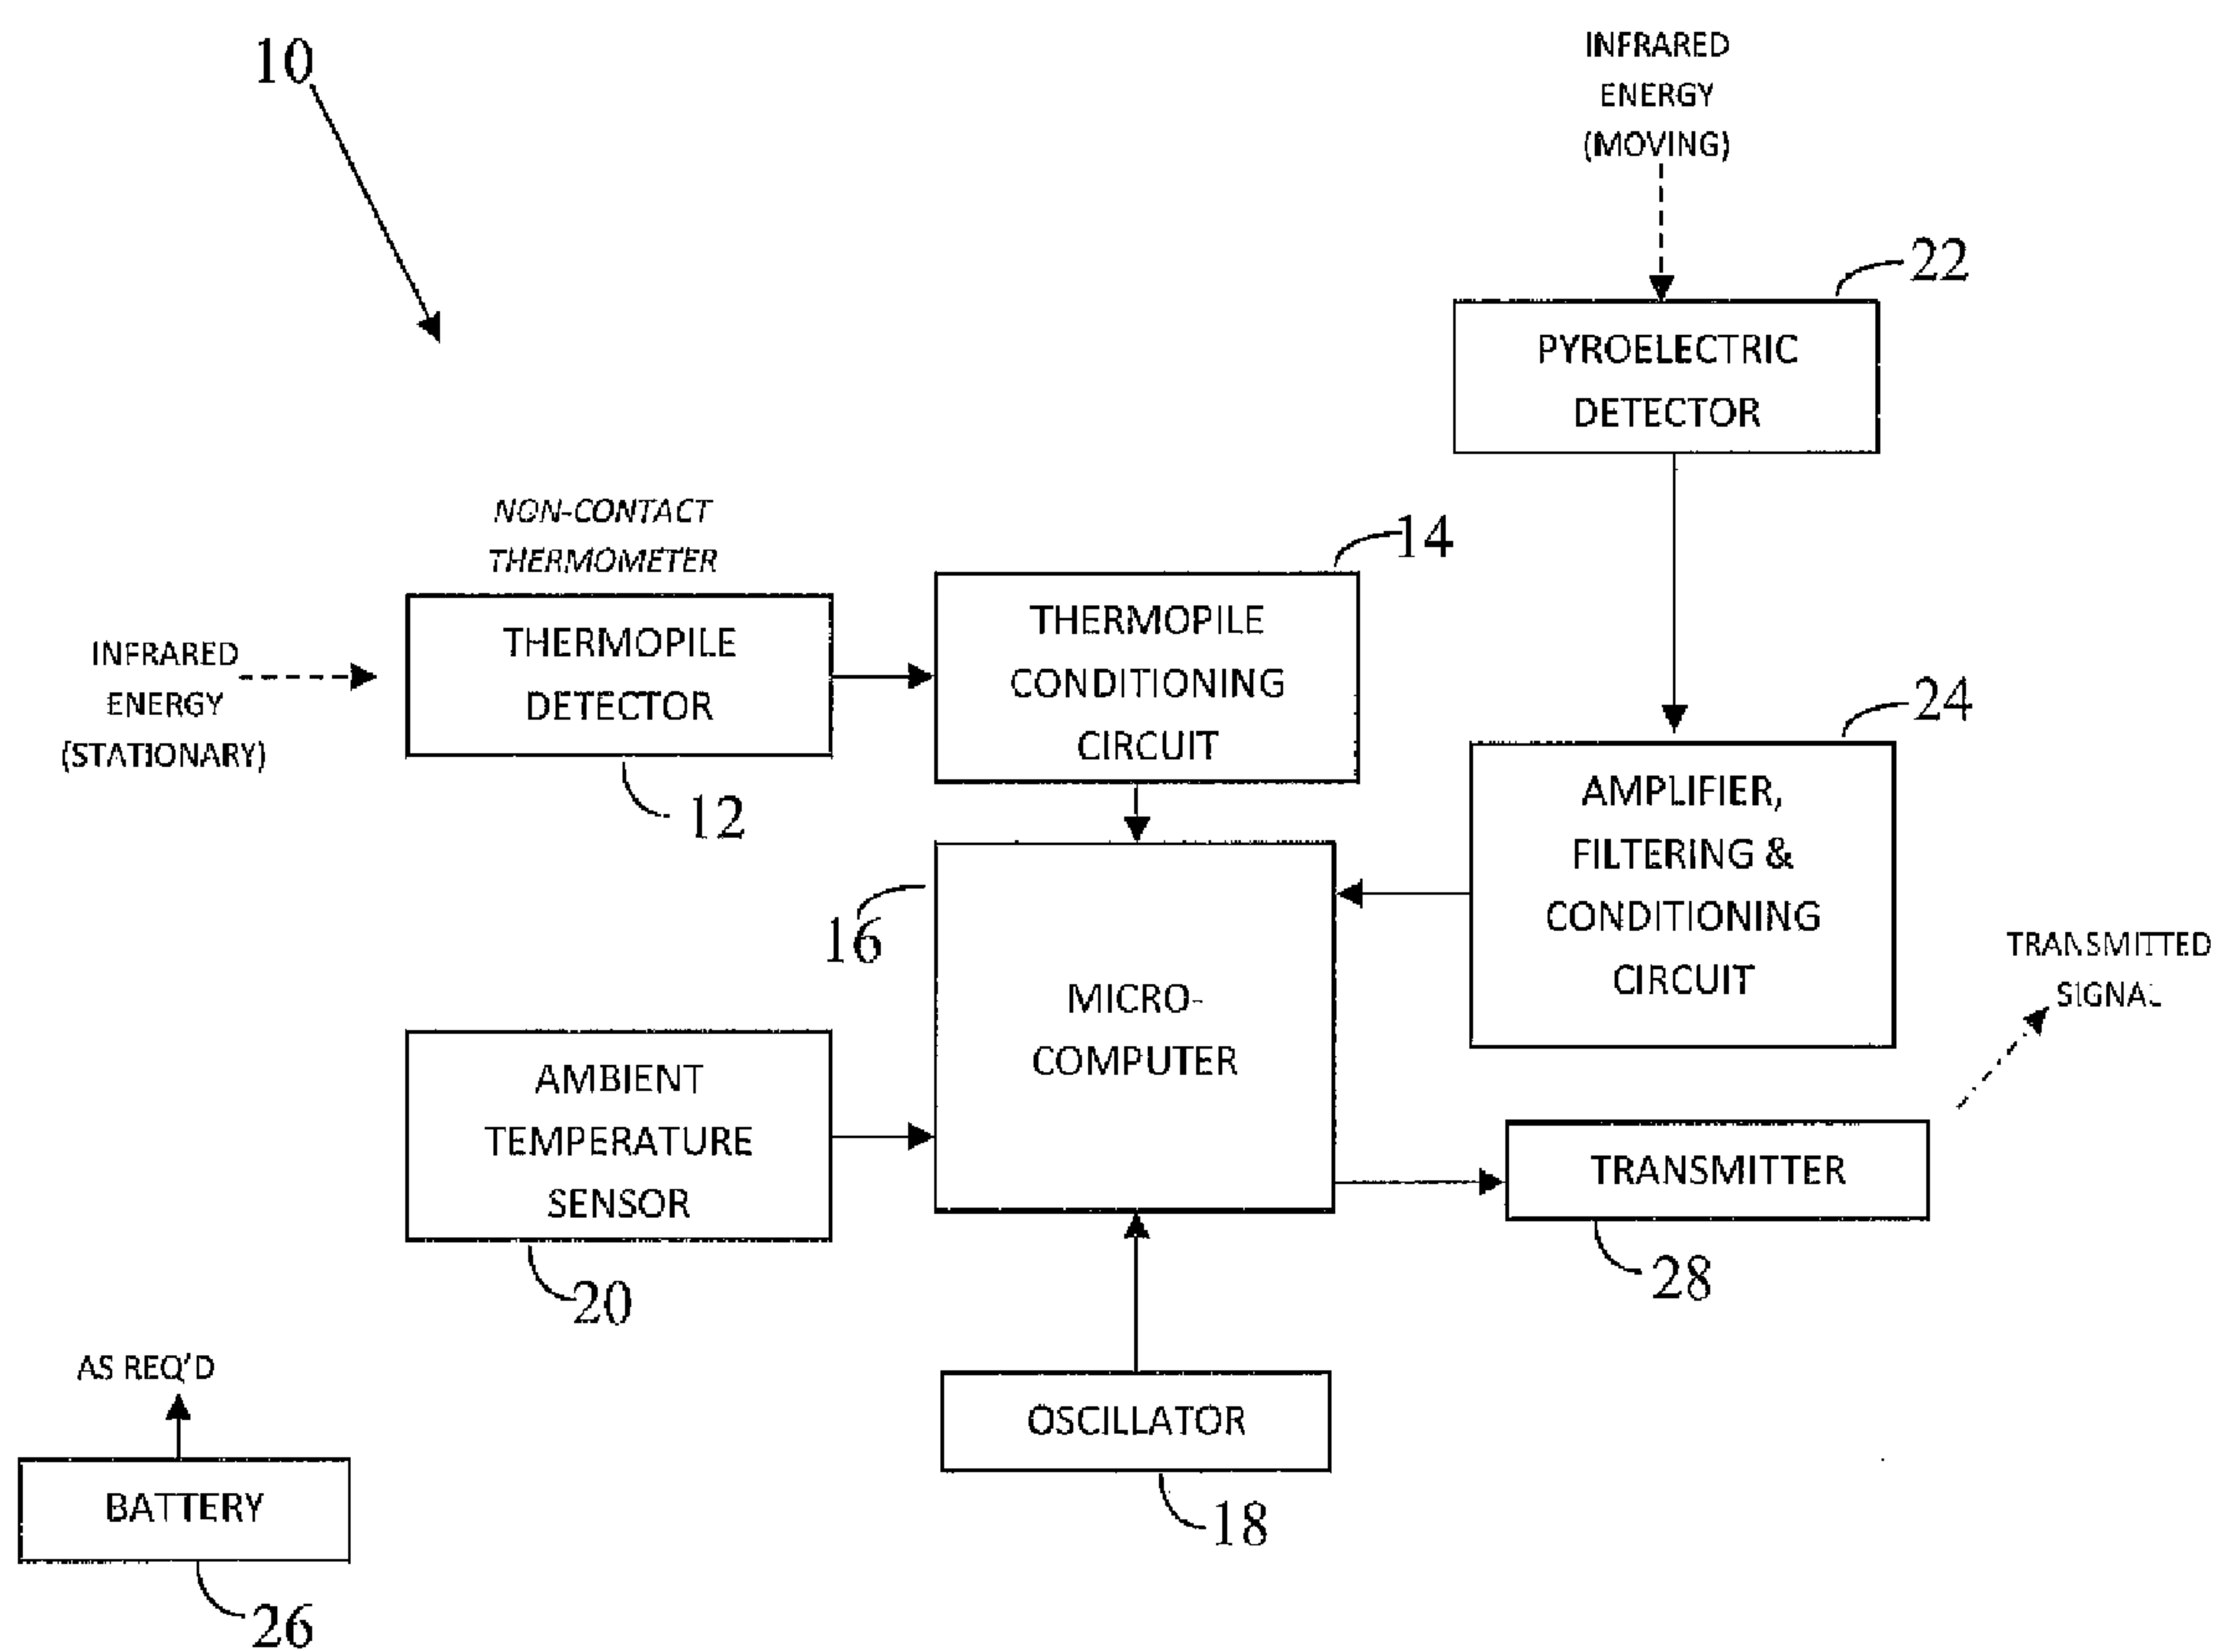 10
INFRARED
ENERGY
(MOVING)
22
PYROELECTRIC
DETECTOR
NON-CONTACT
THERMOMETER
14
INFRARED
ENERGY
(STATIONARY)
THERMOPILE
DETECTOR
12
THERMOPILE
CONDITIONING
CIRCUIT
24
AMPLIFIER,
FILTERING &
CONDITIONING
CIRCUIT
16
MICRO-
COMPUTER
TRANSMITTED
SIGNAL
AMBIENT
TEMPERATURE
SENSOR
20
TRANSMITTER
28
AS REQ'D
BATTERY
26
OSCILLATOR
18